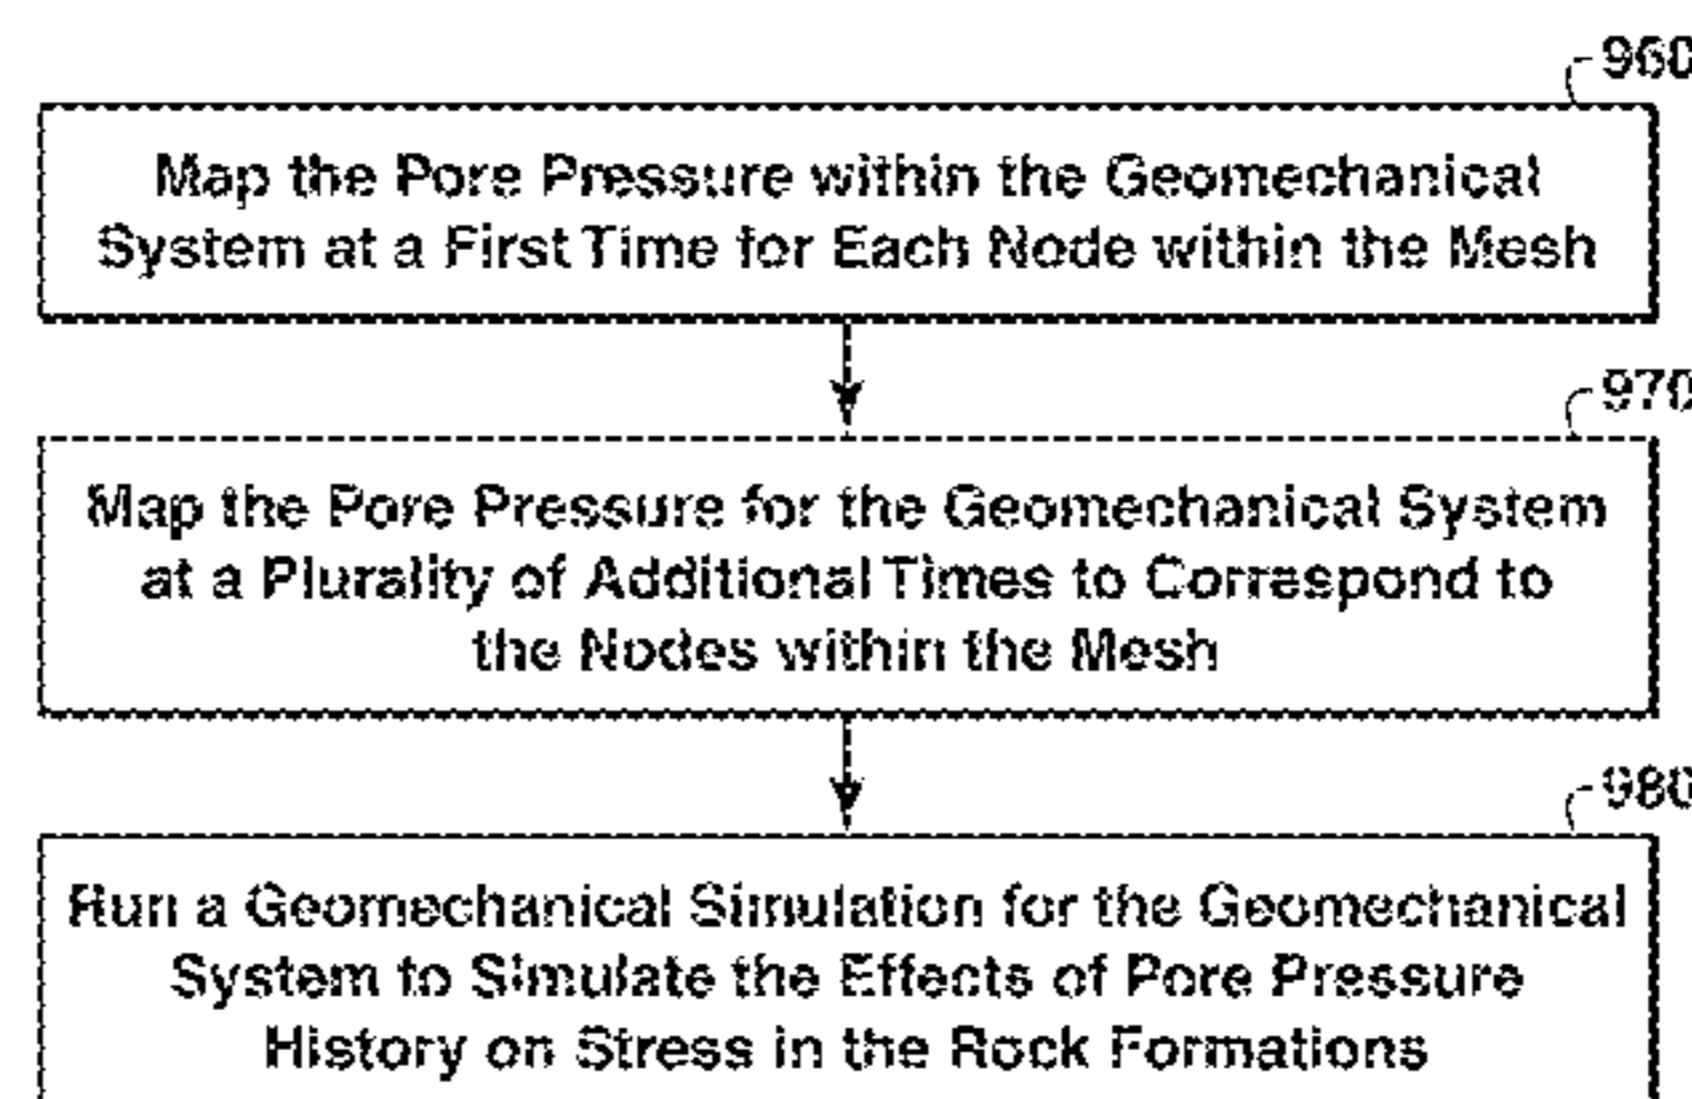 960
Map the Pore Pressure within the Geomechanical
System at a First Time for Each Node within the Mesh
970
Map the Pore Pressure for the Geomechanical System
at a Plurality of Additional Times to Correspond to
the Nodes within the Mesh
980
Run a Geomechanical Simulation for the Geomechanical
System to Simulate the Effects of Pore Pressure
History on Stress in the Rock Formations